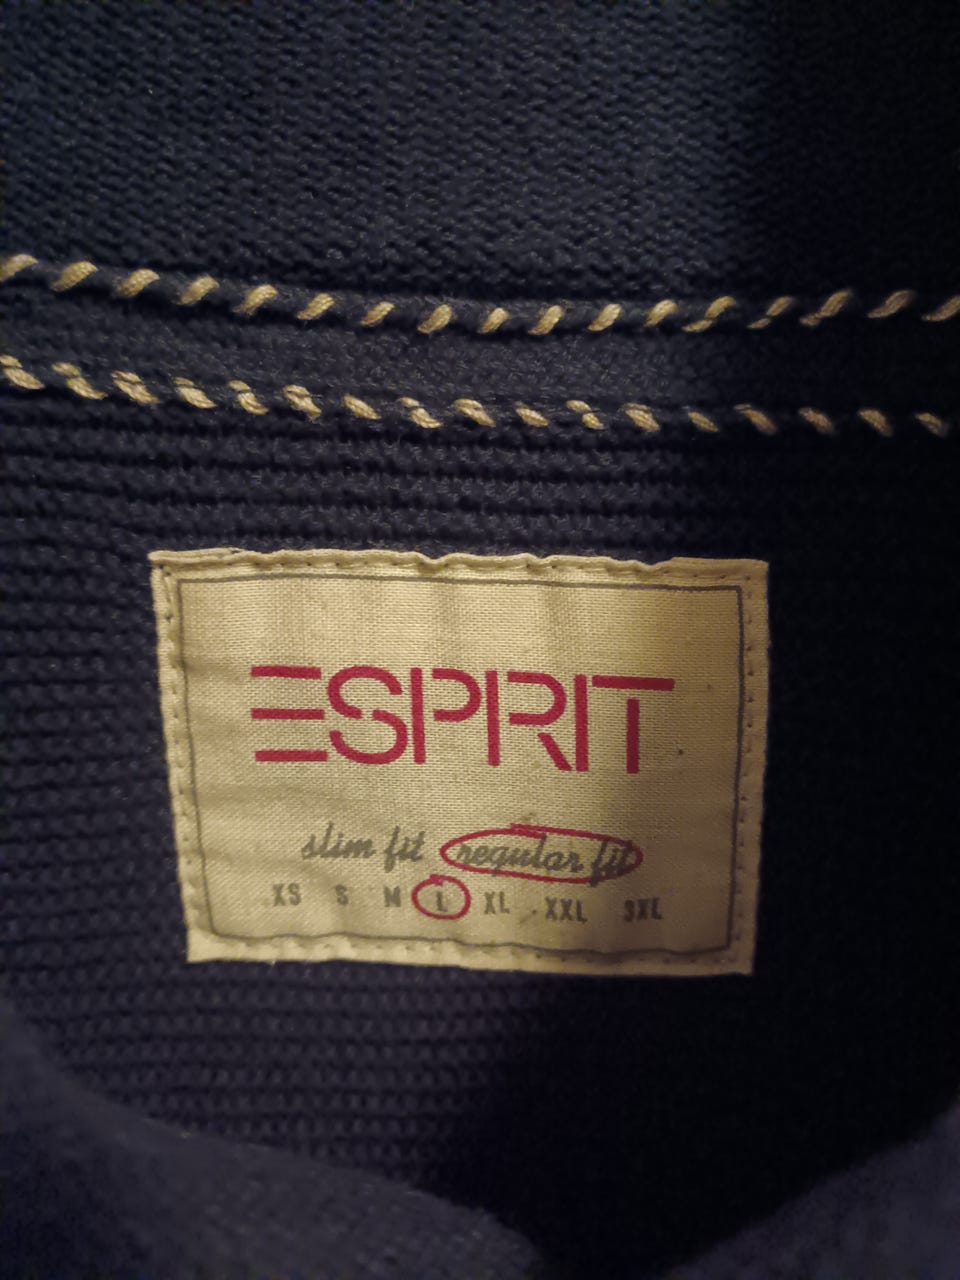 ESPRIT
slim fit regular fit
XS S M L XL XXL 3XL